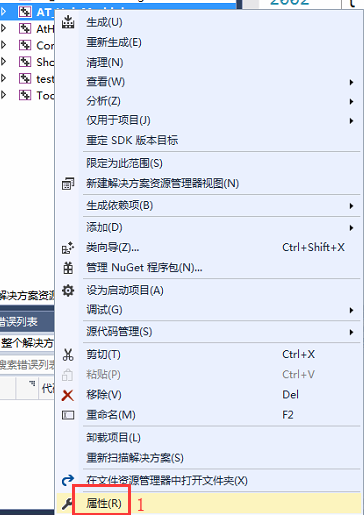 2002 {
AT_
生成(U)
AtH
重新生成(E)
Con
清理(N)
Sho
查看(W)
test
分析(Z)
Too
仅用于项目(J)
重定 SDK 版本目标
限定为此范围(S)
新建解决方案资源管理器视图(N)
生成依赖项(B)
添加(D)
类向导(Z)... Ctrl+Shift+X
管理 NuGet 程序包(N)...
设为启动项目(A)
解决方案资源
调试(G)
错误列表
源代码管理(S)
整个解决方
剪切(T) Ctrl+X
搜索错误列表
粘贴(P) Ctrl+V
代
移除(V) Del
重命名(M) F2
卸载项目(L)
重新扫描解决方案(S)
在文件资源管理器中打开文件夹(X)
属性(R) 1